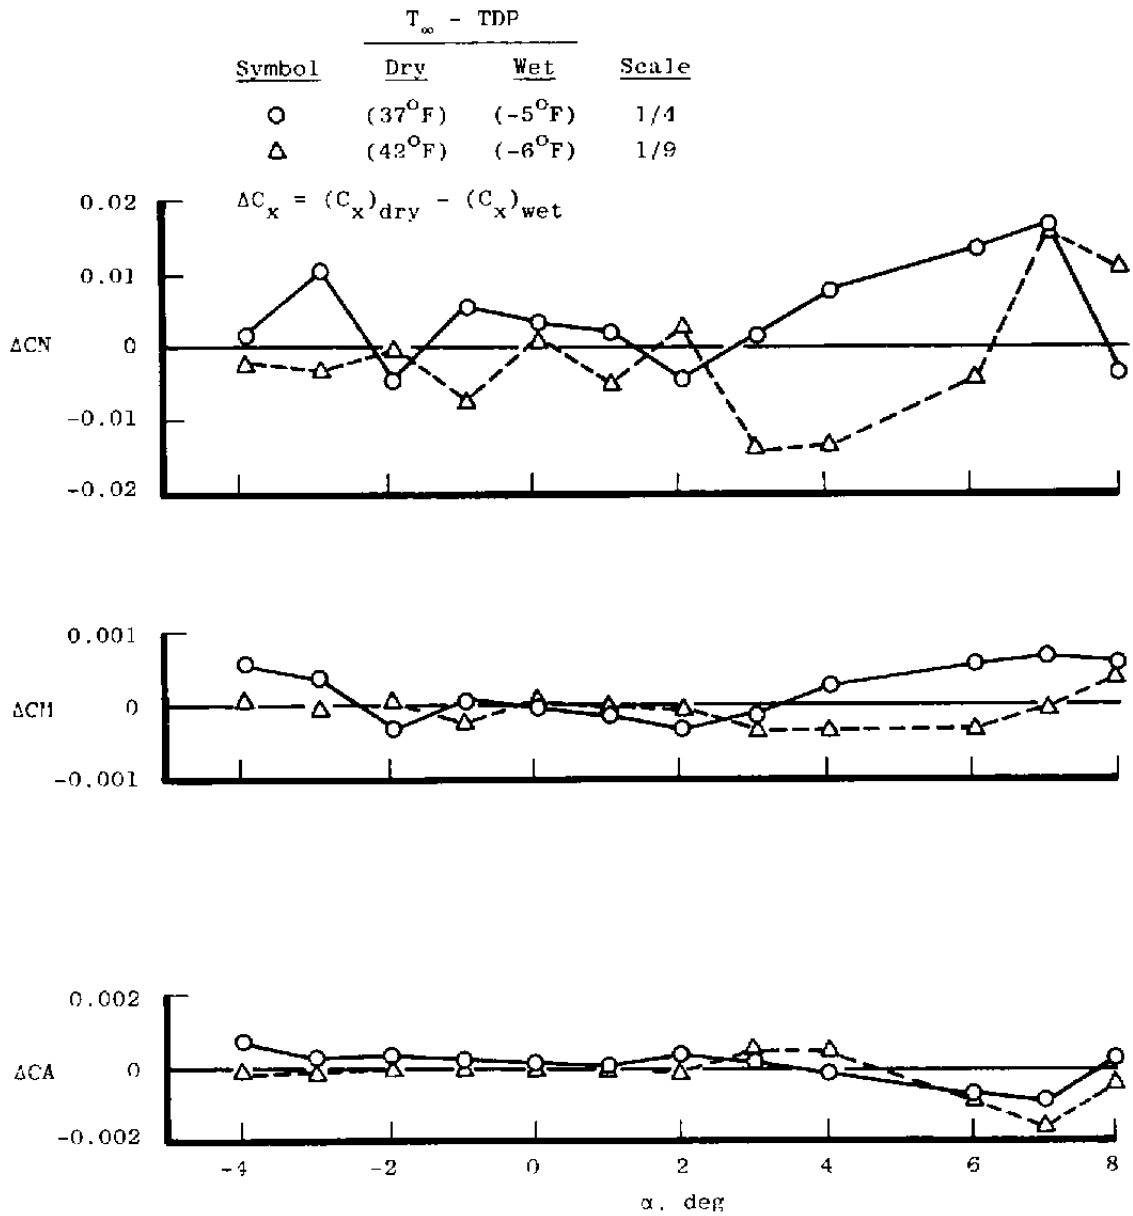 T∞ - TDP
Symbol Dry Wet Scale
○ (37°F) (-5°F) 1/4
△ (42°F) (-6°F) 1/9
ΔCx = (Cx)dry - (Cx)wet
0.02
0.01
ΔCN 0
-0.01
-0.02
0.001
ΔCM 0
-0.001
0.002
ΔCA 0
-0.002
-4 -2 0 2 4 6 8
α, deg